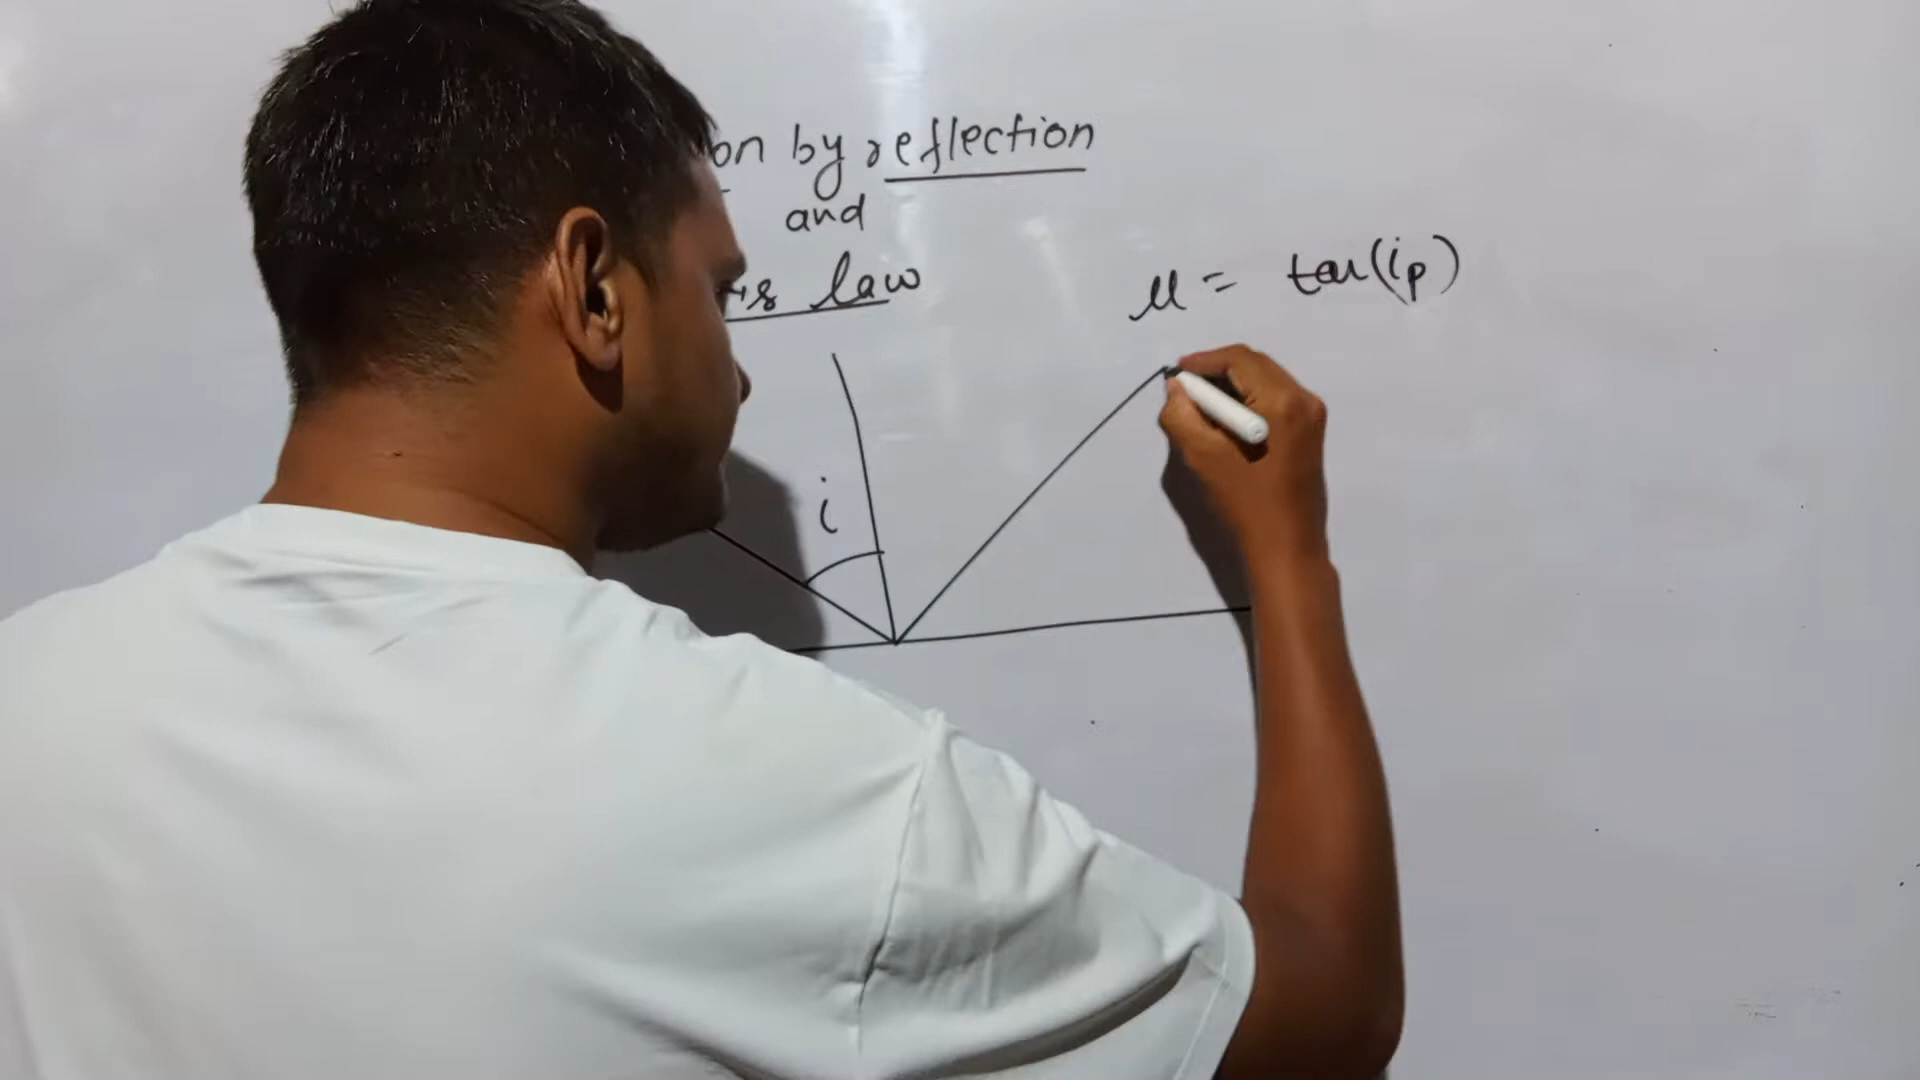 on by reflection
and
law
μ = tan(ip)
i